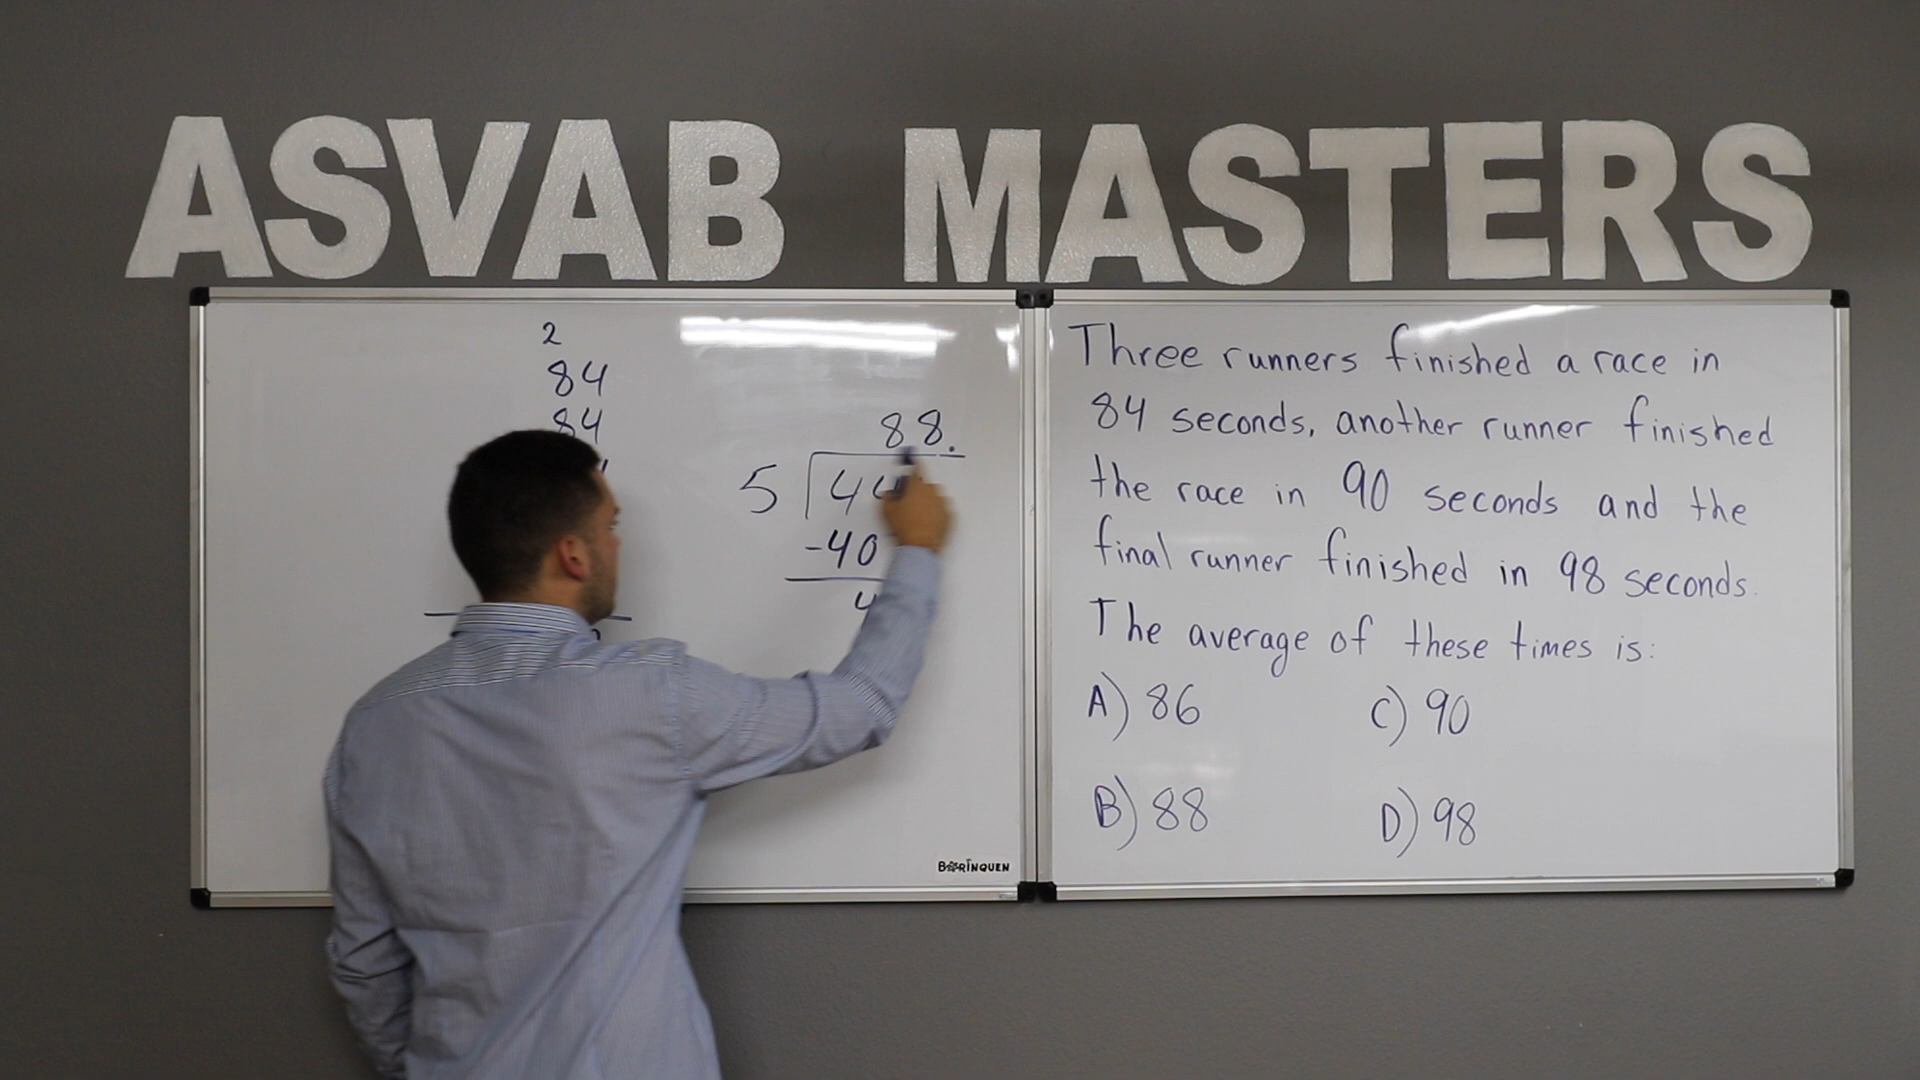 ASVAB MASTERS
2
84
84
88.
5 44
-40
4
BORINQUEN
Three runners finished a race in
84 seconds, another runner finished
the race in 90 seconds and the
final runner finished in 98 seconds.
The average of these times is:
A) 86 C) 90
B) 88 D) 98